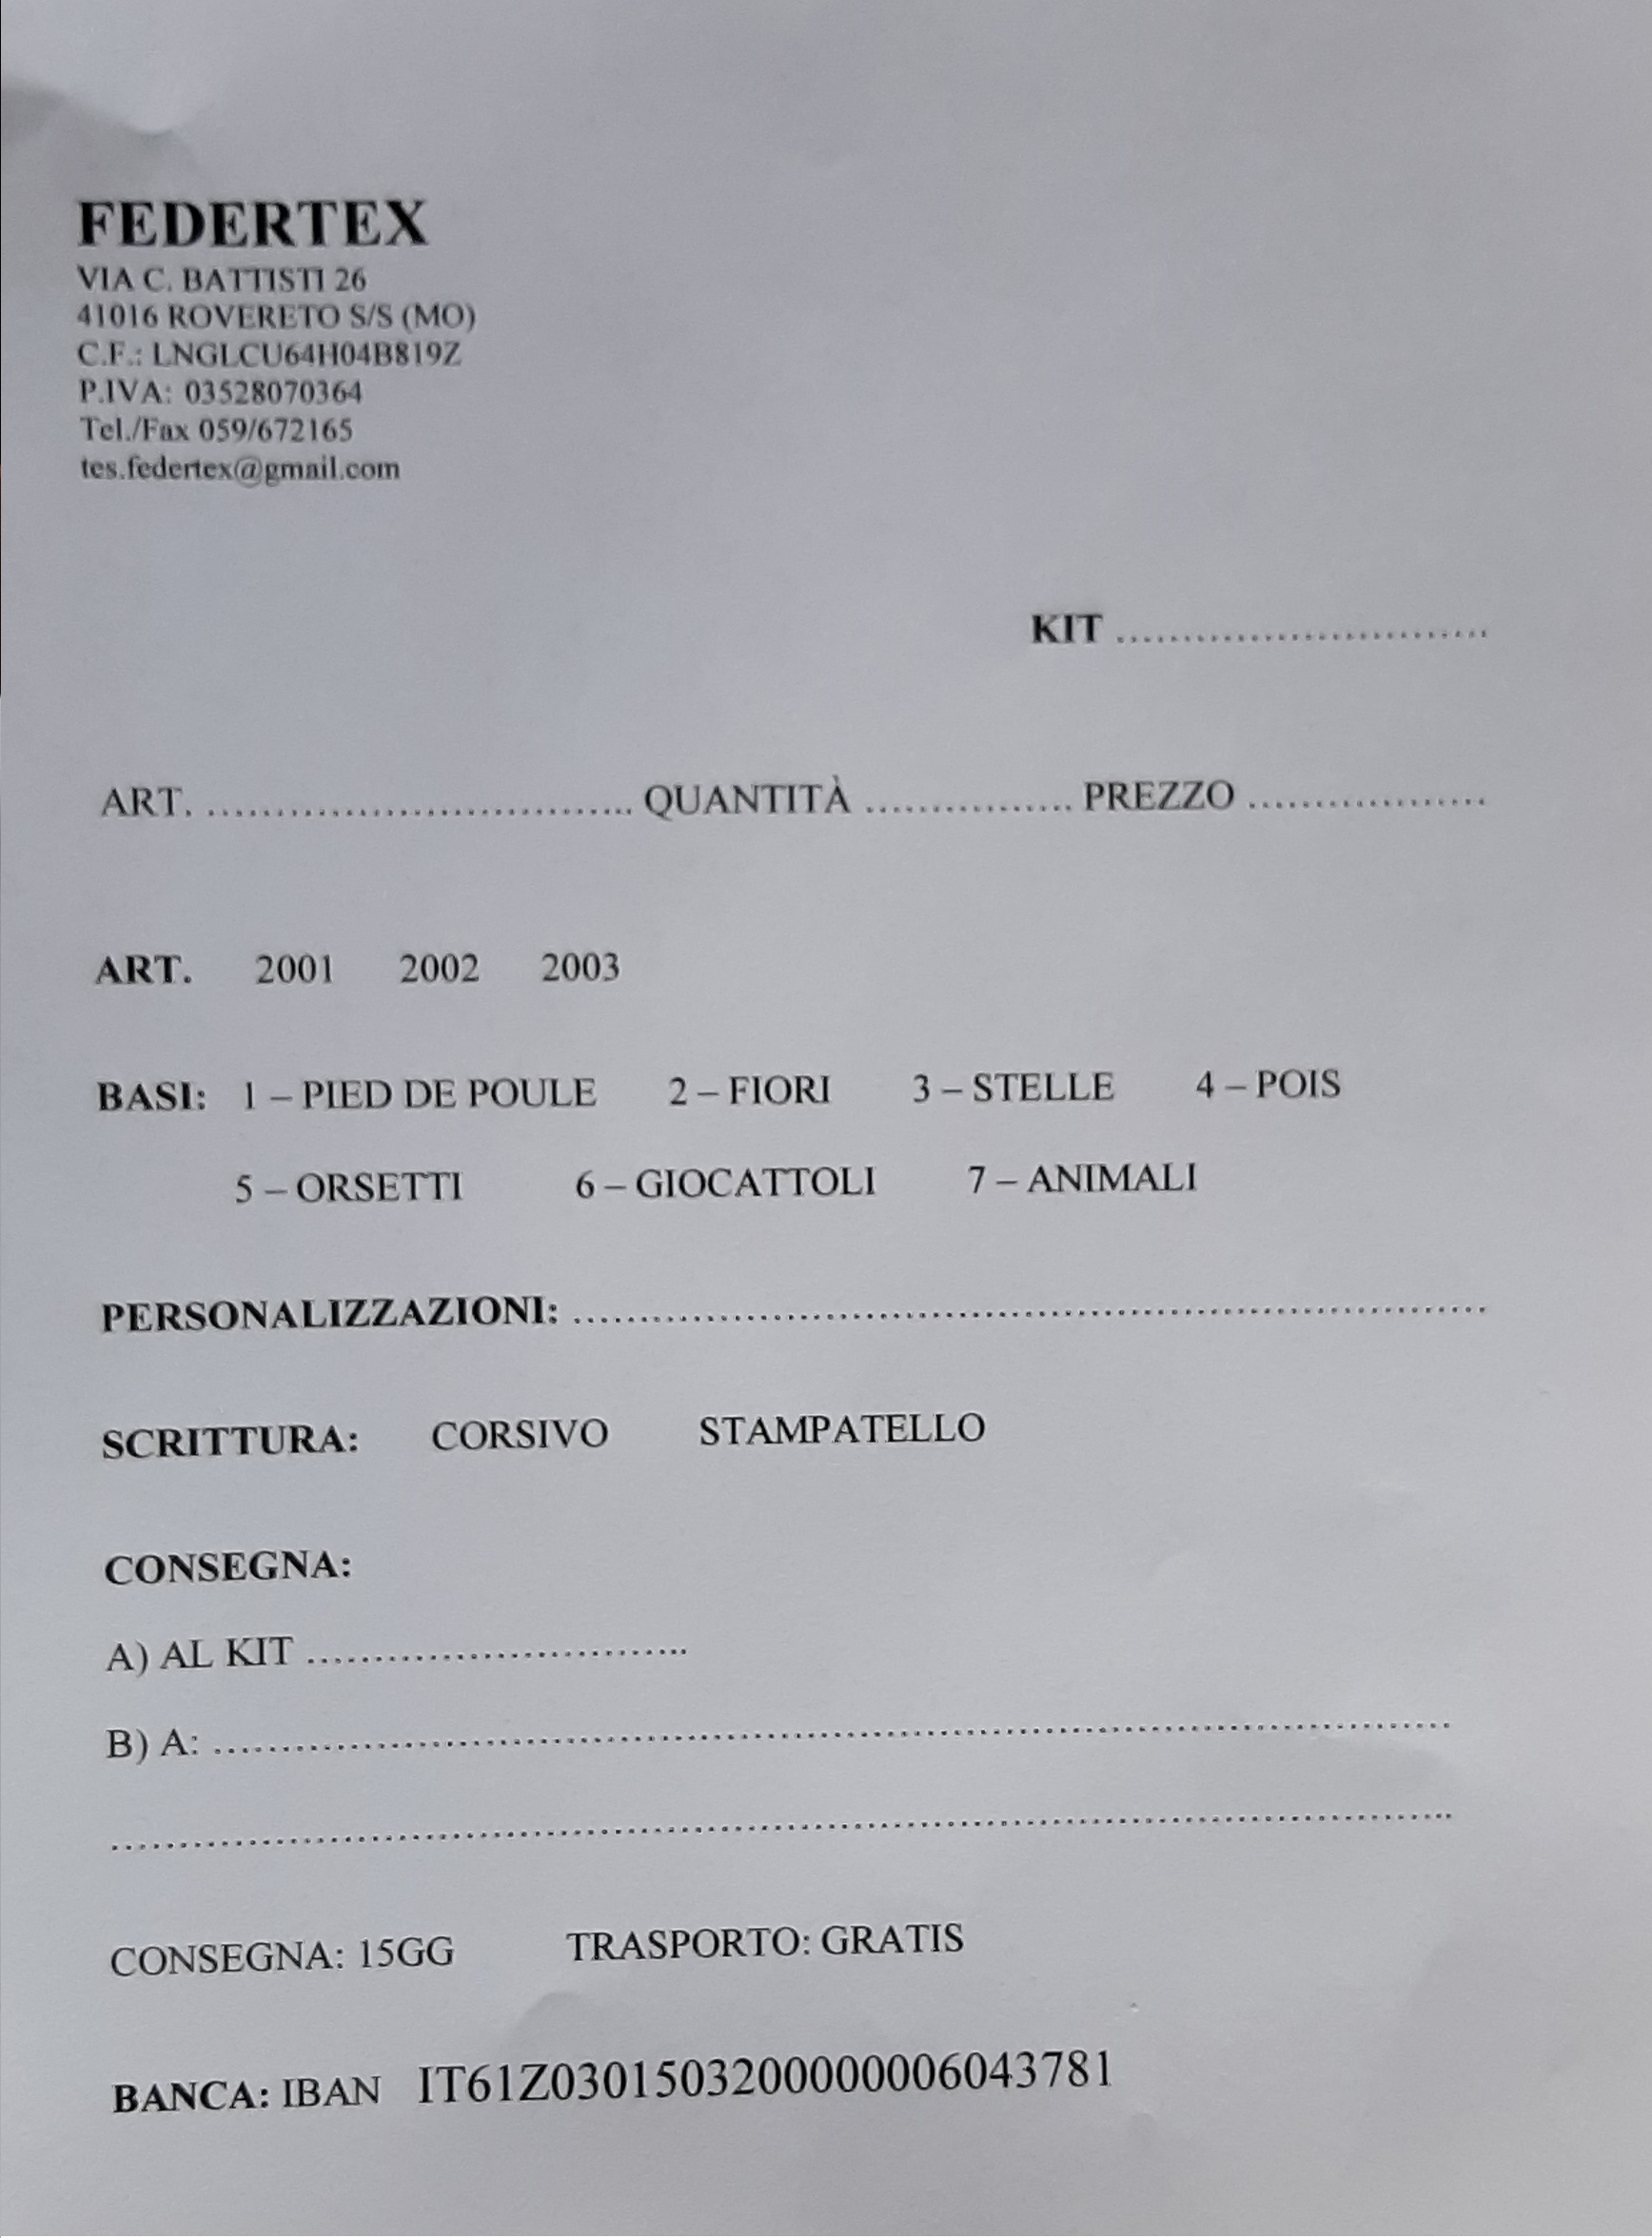 FEDERTEX
VIA C. BATTISTI 26
41016 ROVERETO S/S (MO)
C.F.: LNGLCU64H04B819Z
P.IVA: 03528070364
Tel./Fax 059/672165
tes.federtex@gmail.com
KIT ................................
ART. ................................ QUANTITÀ ................ PREZZO ..................
ART. 2001 2002 2003
BASI: 1 – PIED DE POULE 2 – FIORI 3 – STELLE 4 – POIS
5 – ORSETTI 6 – GIOCATTOLI 7 – ANIMALI
PERSONALIZZAZIONI: ......................................................................
SCRITTURA: CORSIVO STAMPATELLO
CONSEGNA:
A) AL KIT ..............................
B) A: ..............................................................................................
......................................................................................................
CONSEGNA: 15GG TRASPORTO: GRATIS
BANCA: IBAN IT61Z0301503200000006043781